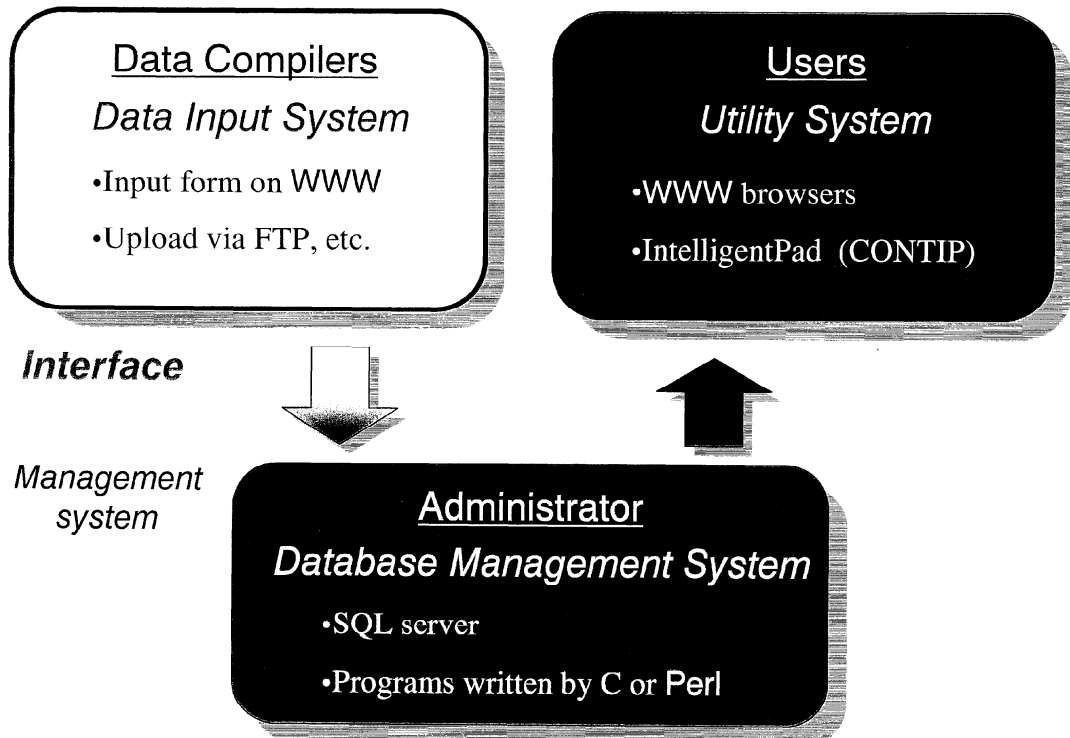 Data Compilers
Data Input System
•Input form on WWW
•Upload via FTP, etc.
Users
Utility System
•WWW browsers
•IntelligentPad (CONTIP)
Interface
Management
system
Administrator
Database Management System
•SQL server
•Programs written by C or Perl